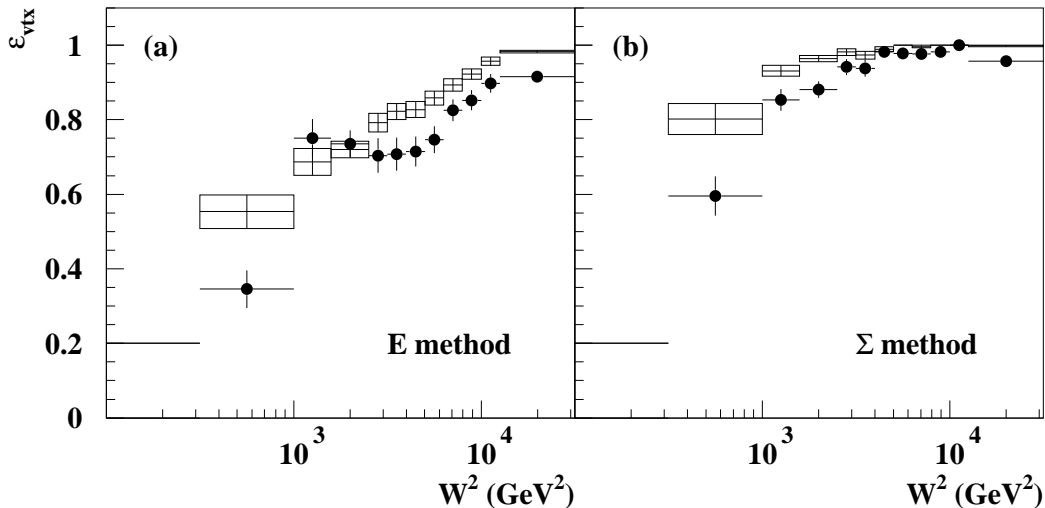 ε_vtx
(a)
(b)
1
0.8
0.6
0.4
0.2
0
E method
Σ method
10^3
10^4
10^3
10^4
W^2 (GeV^2)
W^2 (GeV^2)